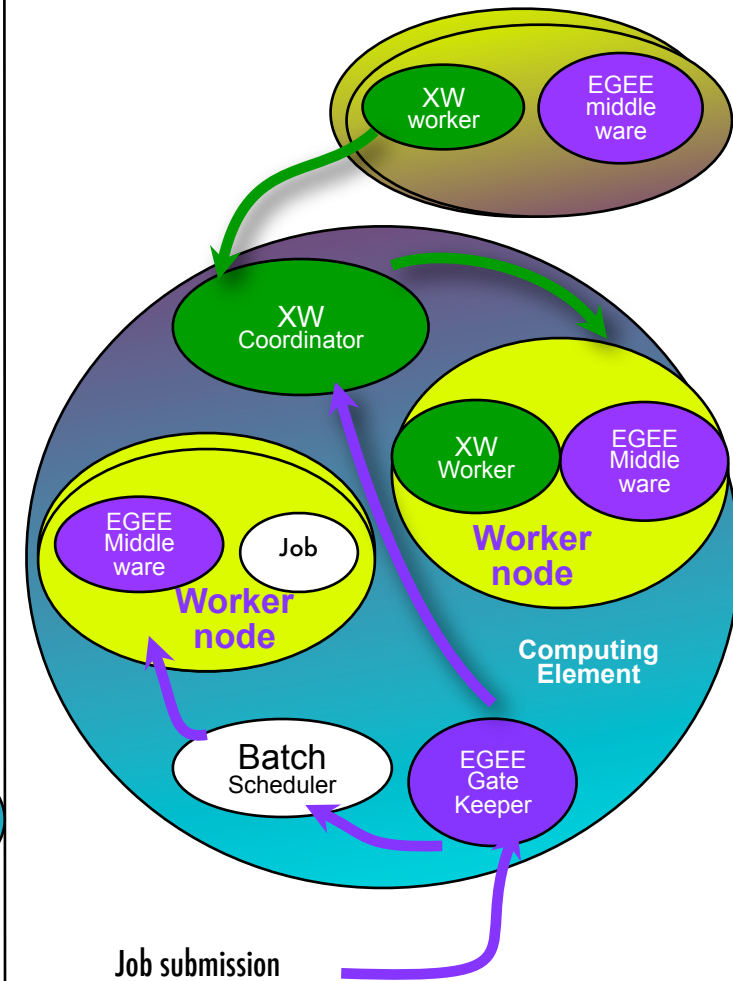 XW
worker
EGEE
middle
ware
XW
Coordinator
XW
Worker
EGEE
Middle
ware
Worker
node
EGEE
Middle
ware
Job
Worker
node
Computing
Element
Batch
Scheduler
EGEE
Gate
Keeper
Job submission